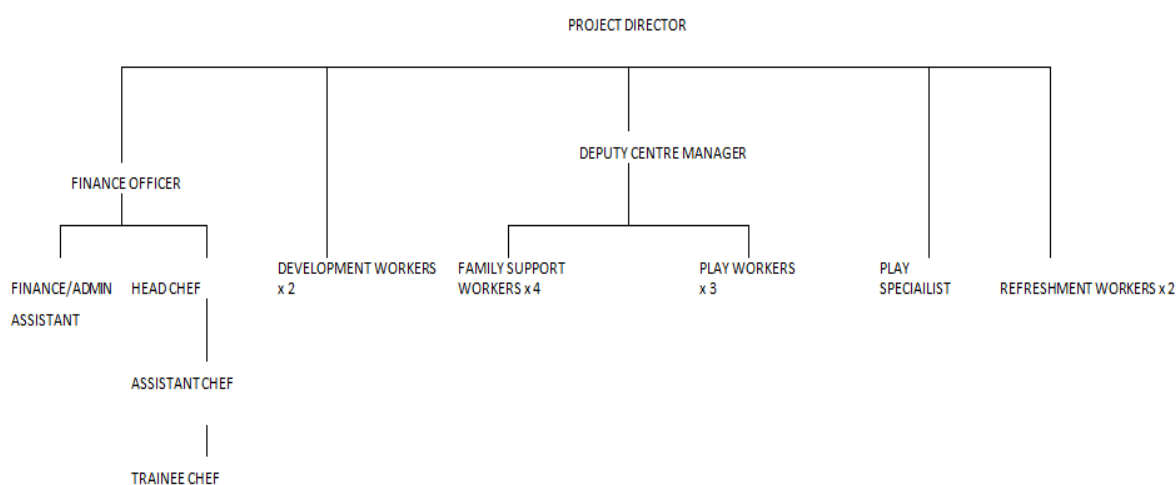 PROJECT DIRECTOR
DEPUTY CENTRE MANAGER
FINANCE OFFICER
DEVELOPMENT WORKERS
x 2
FAMILY SUPPORT
WORKERS x 4
PLAY WORKERS
x 3
PLAY
SPECIAILIST
REFRESHMENT WORKERS x 2
FINANCE/ADMIN
ASSISTANT
HEAD CHEF
ASSISTANT CHEF
TRAINEE CHEF